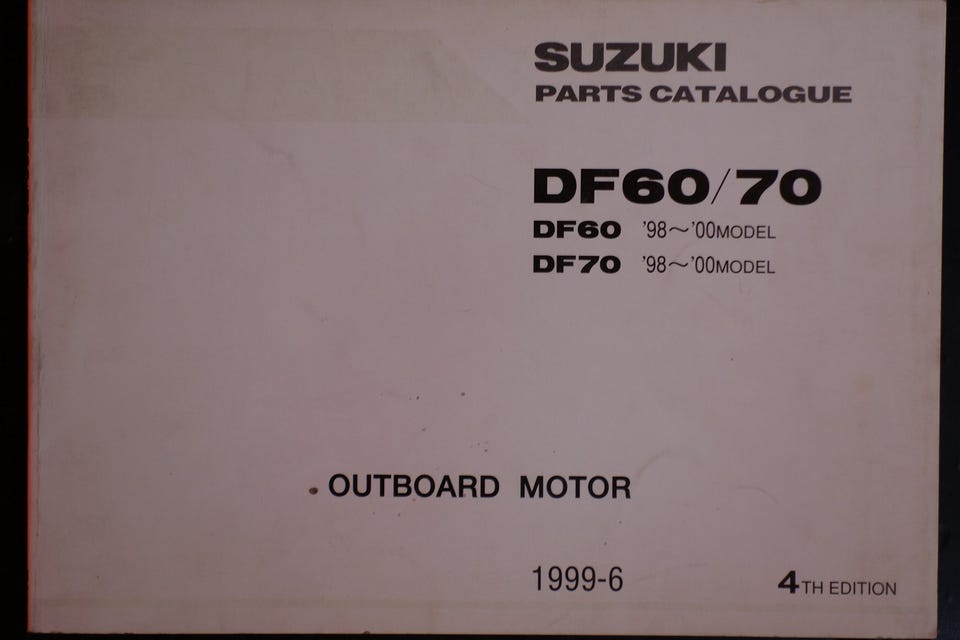 SUZUKI
PARTS CATALOGUE
DF60/70
DF60 '98~'00MODEL
DF70 '98~'00MODEL
OUTBOARD MOTOR
1999-6
4TH EDITION